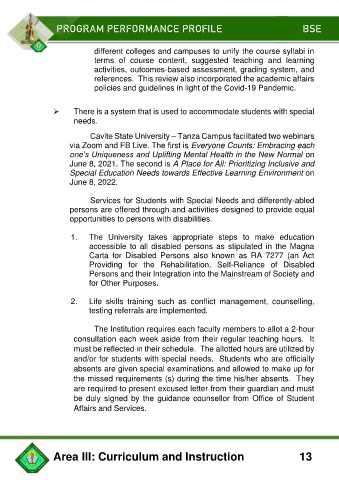 PROGRAM PERFORMANCE PROFILE BSE
different colleges and campuses to unify the course syllabi in
terms of course content, suggested teaching and learning
activities, outcomes-based assessment, grading system, and
references. This review also incorporated the academic affairs
policies and guidelines in light of the Covid-19 Pandemic.
➢ There is a system that is used to accommodate students with special
needs.
Cavite State University – Tanza Campus facilitated two webinars
via Zoom and FB Live. The first is Everyone Counts: Embracing each
one's Uniqueness and Uplifting Mental Health in the New Normal on
June 8, 2021. The second is A Place for All: Prioritizing Inclusive and
Special Education Needs towards Effective Learning Environment on
June 8, 2022.
Services for Students with Special Needs and differently-abled
persons are offered through and activities designed to provide equal
opportunities to persons with disabilities.
1. The University takes appropriate steps to make education
accessible to all disabled persons as stipulated in the Magna
Carta for Disabled Persons also known as RA 7277 (an Act
Providing for the Rehabilitation, Self-Reliance of Disabled
Persons and their Integration into the Mainstream of Society and
for Other Purposes.
2. Life skills training such as conflict management, counselling,
testing referrals are implemented.
The Institution requires each faculty members to allot a 2-hour
consultation each week aside from their regular teaching hours. It
must be reflected in their schedule. The allotted hours are utilized by
and/or for students with special needs. Students who are officially
absents are given special examinations and allowed to make up for
the missed requirements (s) during the time his/her absents. They
are required to present excused letter from their guardian and must
be duly signed by the guidance counsellor from Office of Student
Affairs and Services.
Area III: Curriculum and Instruction 13